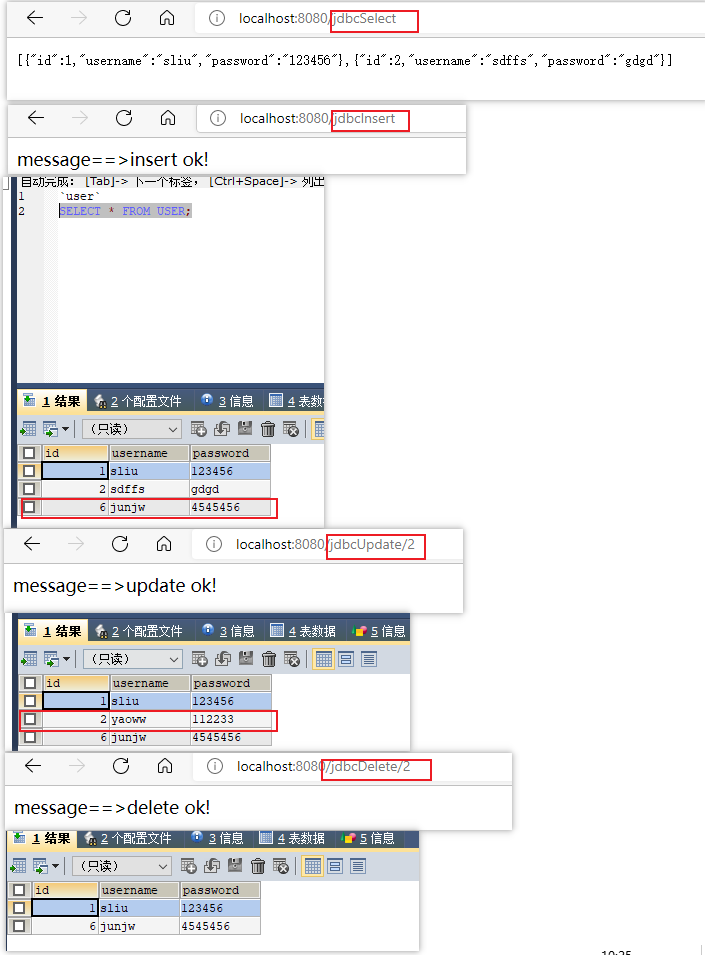 localhost:8080/jdbcSelect
[{"id":1,"username":"sliu","password":"123456"},{"id":2,"username":"sdffs","password":"gdgd"}]
localhost:8080/jdbcInsert
message==>insert ok!
自动完成: [Tab]-> 下一个标签, [Ctrl+Space]-> 列出
1 `user`
2 SELECT * FROM USER;
1 结果 2 个配置文件 3 信息 4 表数据
(只读)
id username password
1 sliu 123456
2 sdffs gdgd
6 junjw 4545456
localhost:8080/jdbcUpdate/2
message==>update ok!
1 结果 2 个配置文件 3 信息 4 表数据 5 信息
(只读)
id username password
1 sliu 123456
2 yaoww 112233
6 junjw 4545456
localhost:8080/jdbcDelete/2
message==>delete ok!
1 结果 2 个配置文件 3 信息 4 表数据 5 信息
(只读)
id username password
1 sliu 123456
6 junjw 4545456